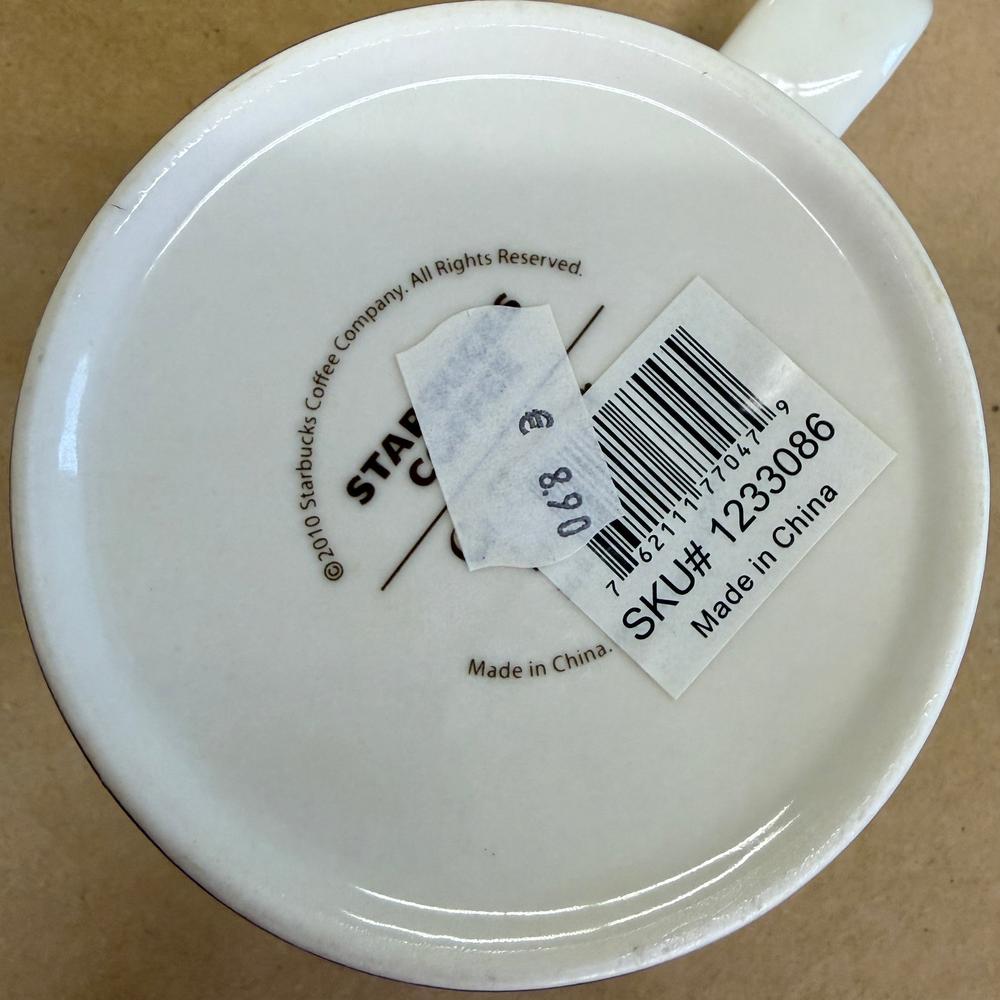 ©2010 Starbucks Coffee Company. All Rights Reserved.
€ 8.90
7 62111 77047 9
SKU# 1233086
Made in China
Made in China.